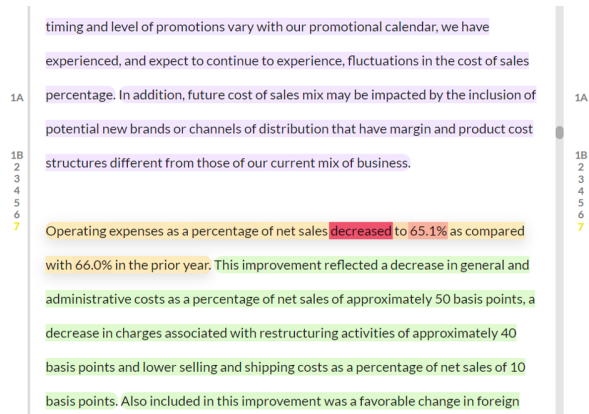 timing and level of promotions vary with our promotional calendar, we have
experienced, and expect to continue to experience, fluctuations in the cost of sales
percentage. In addition, future cost of sales mix may be impacted by the inclusion of
potential new brands or channels of distribution that have margin and product cost
structures different from those of our current mix of business.
Operating expenses as a percentage of net sales decreased to 65.1% as compared
with 66.0% in the prior year. This improvement reflected a decrease in general and
administrative costs as a percentage of net sales of approximately 50 basis points, a
decrease in charges associated with restructuring activities of approximately 40
basis points and lower selling and shipping costs as a percentage of net sales of 10
basis points. Also included in this improvement was a favorable change in foreign
1A
1B
2
3
4
5
6
7
1A
1B
2
3
4
5
6
7